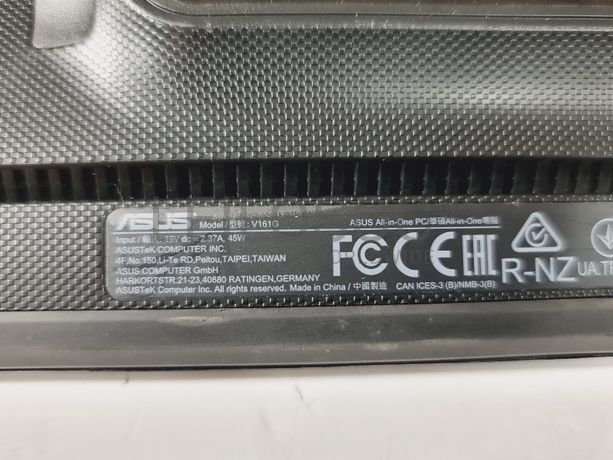 ASUS Model / 型號 : V161G ASUS All-in-One PC/華碩All-in-One電腦
Input / 輸入: 19V dc⎓ 2.37A, 45W
ASUSTeK COMPUTER INC.
4F,No.150,Li-Te RD,Peitou,TAIPEI,TAIWAN
ASUS COMPUTER GmbH
HARKORTSTR.21-23,40880 RATINGEN,GERMANY
ASUSTeK Computer Inc. All rights reserved. Made in China / 中國製造 CAN ICES-3 (B)/NMB-3(B)
FC CE EAC
R-NZ
UA.TR